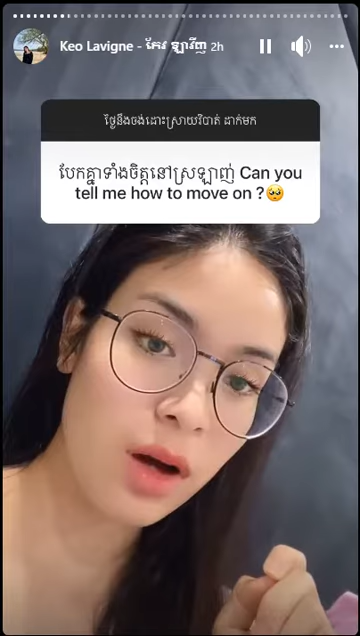 Keo Lavigne - កែវ ឡាវីញ 2h
ថ្ងៃនឹងចង់ដោះស្រាយវិបាត់ ដាក់មក
បែកគ្នាទាំងចិត្តនៅស្រឡាញ់ Can you
tell me how to move on ?🥺